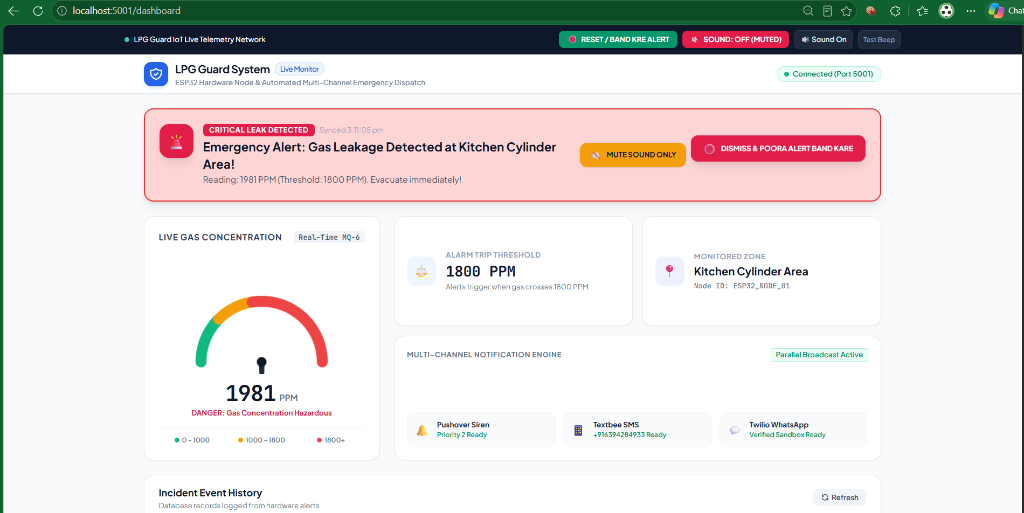 localhost:5001/dashboard
Chat
LPG Guard IoT Live Telemetry Network
RESET / BAND KRE ALERT
SOUND: OFF (MUTED)
Sound On
Test Beep
LPG Guard System
Live Monitor
ESP32 Hardware Node & Automated Multi-Channel Emergency Dispatch
Connected (Port 5001)
CRITICAL LEAK DETECTED
Synced 3:11:05 pm
Emergency Alert: Gas Leakage Detected at Kitchen Cylinder
Area!
Reading: 1981 PPM (Threshold: 1800 PPM). Evacuate immediately!
MUTE SOUND ONLY
DISMISS & POORA ALERT BAND KARE
LIVE GAS CONCENTRATION
Real-Time MQ-6
1981 PPM
DANGER: Gas Concentration Hazardous
0 - 1000
1000 - 1800
1800+
ALARM TRIP THRESHOLD
1800 PPM
Alerts trigger when gas crosses 1800 PPM
MONITORED ZONE
Kitchen Cylinder Area
Node ID: ESP32_NODE_01
MULTI-CHANNEL NOTIFICATION ENGINE
Parallel Broadcast Active
Pushover Siren
Priority 2 Ready
Textbee SMS
+916394284933 Ready
Twilio WhatsApp
Verified Sandbox Ready
Incident Event History
Database records logged from hardware alerts
Refresh